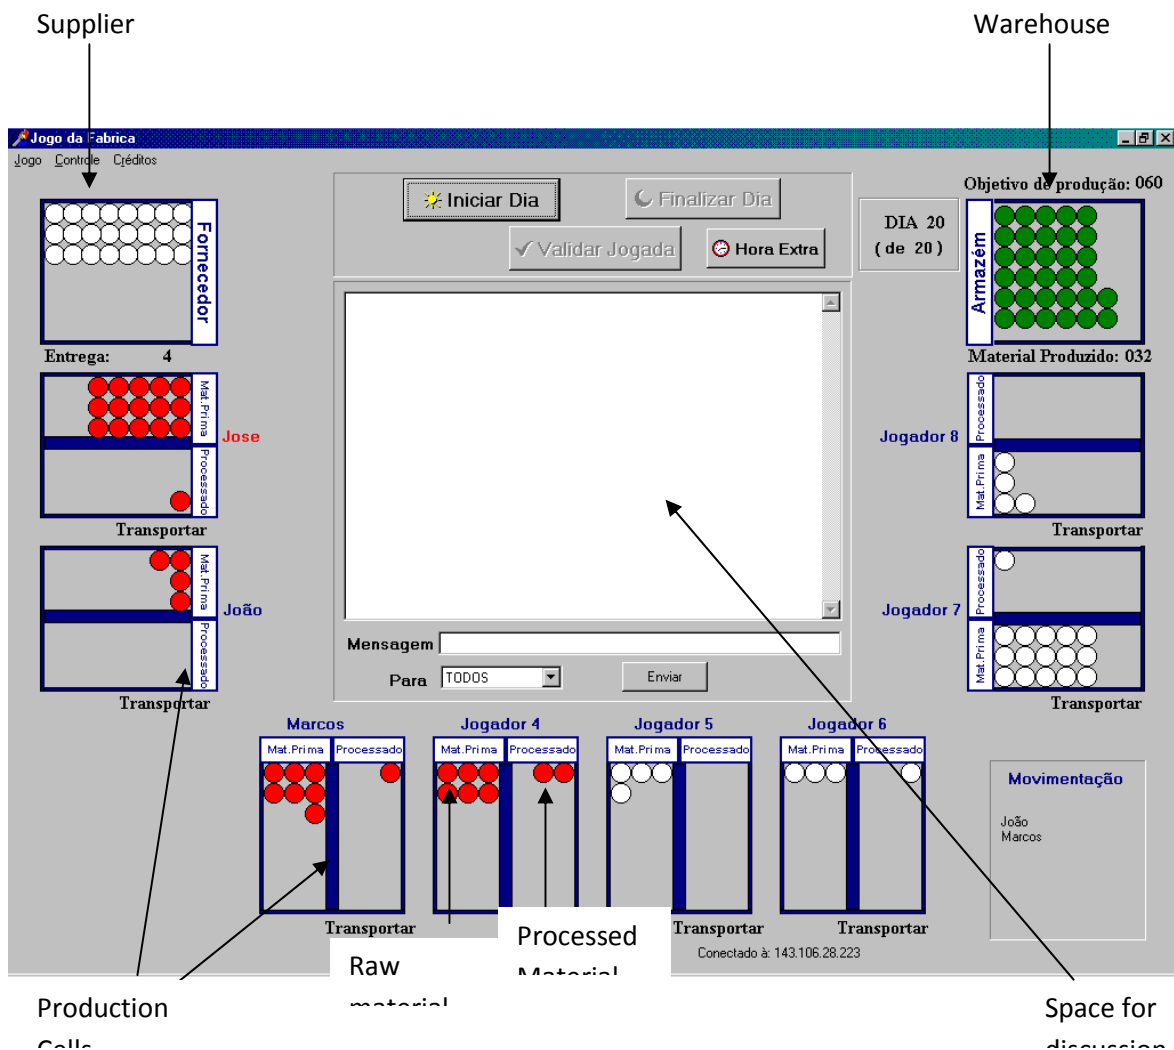 Supplier
Warehouse
Jogo da Fabrica
Jogo Controle Créditos
Iniciar Dia
Finalizar Dia
Validar Jogada
Hora Extra
DIA 20
( de 20 )
Objetivo de produção: 060
Fornecedor
Armazém
Entrega: 4
Material Produzido: 032
Mat.Prima
Processado
Jose
Transportar
Mat.Prima
Processado
João
Transportar
Processado
Mat.Prima
Jogador 8
Transportar
Processado
Mat.Prima
Jogador 7
Transportar
Mensagem
Para TODOS Enviar
Marcos
Jogador 4
Jogador 5
Jogador 6
Mat.Prima Processado
Mat.Prima Processado
Mat.Prima Processado
Mat.Prima Processado
Movimentação
João
Marcos
Transportar
Transportar
Transportar
Conectado à: 143.106.28.223
Raw
material
Processed
Material
Production
Cells
Space for
discussion